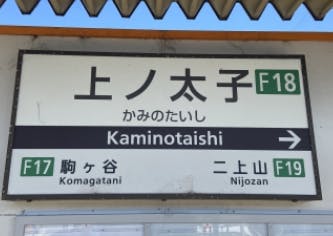 上ノ太子 F18
かみのたいし
Kaminotaishi →
F17 駒ヶ谷 二上山 F19
Komagatani Nijozan